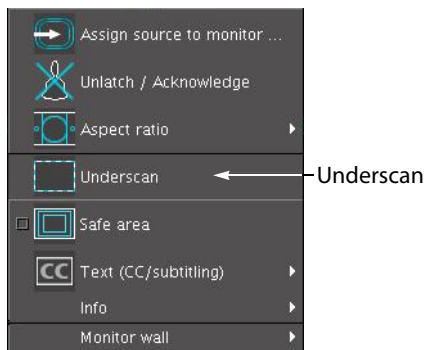 Assign source to monitor ...
Unlatch / Acknowledge
Aspect ratio
Underscan
Underscan
Safe area
CC Text (CC/subtitling)
Info
Monitor wall